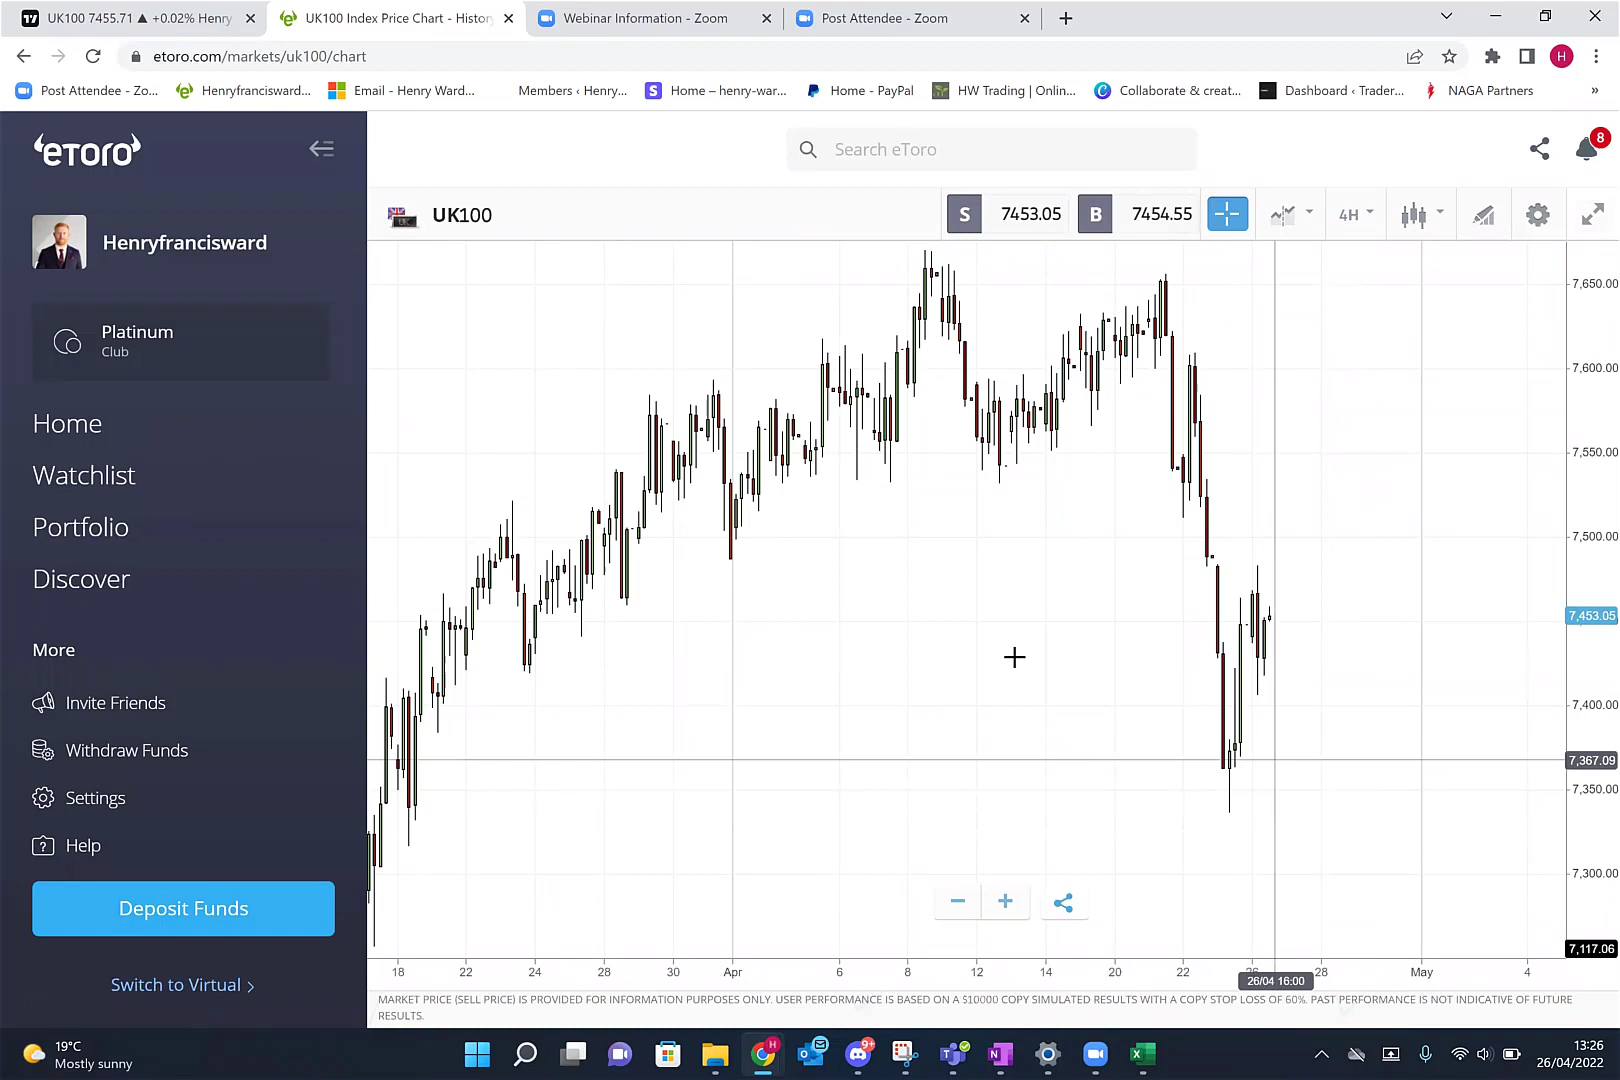 UK100 7455.71 ▲ +0.02% Henry
UK100 Index Price Chart - Histor
Webinar Information - Zoom
Post Attendee - Zoom
etoro.com/markets/uk100/chart
H
Post Attendee - Zo...
Henryfrancisward...
Email - Henry Ward...
Members ‹ Henry...
Home – henry-war...
Home - PayPal
HW Trading | Onlin...
Collaborate & creat...
Dashboard ‹ Trader...
NAGA Partners
»
eToro
Search eToro
8
UK100
S
7453.05
B
7454.55
4H
Henryfrancisward
Platinum
Club
Home
Watchlist
Portfolio
Discover
More
Invite Friends
Withdraw Funds
Settings
Help
Deposit Funds
Switch to Virtual >
7,650.00
7,600.00
7,550.00
7,500.00
7,453.05
7,400.00
7,367.09
7,350.00
7,300.00
7,117.06
18 22 24 28 30 Apr 6 8 12 14 20 22 26 28 May 4
26/04 16:00
MARKET PRICE (SELL PRICE) IS PROVIDED FOR INFORMATION PURPOSES ONLY. USER PERFORMANCE IS BASED ON A $10000 COPY SIMULATED RESULTS WITH A COPY STOP LOSS OF 60%. PAST PERFORMANCE IS NOT INDICATIVE OF FUTURE
RESULTS.
19°C
Mostly sunny
H
9+
13:26
26/04/2022